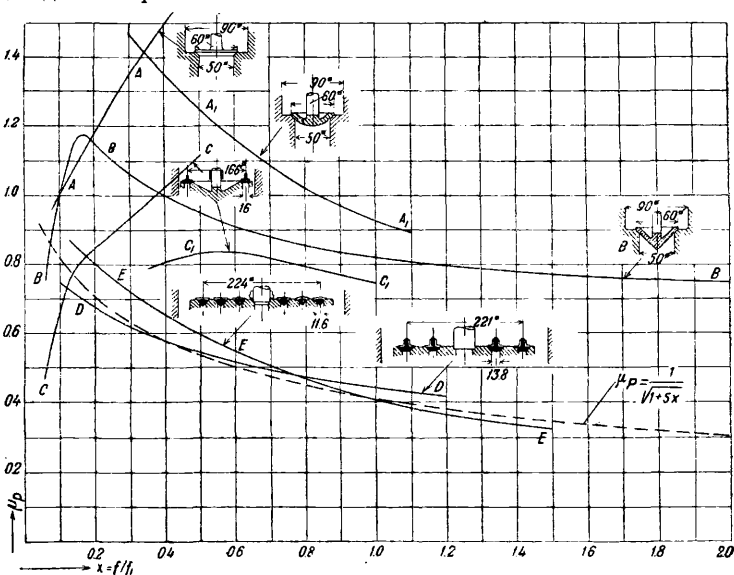 1.4
1.2
1.0
0.8
0.6
0.4
0.2
μp
x = f/f₁
0.2
0.4
0.6
0.8
1.0
1.2
1.4
1.6
1.8
2.0
A
A
A₁
A₁
B
B
B
C
C
C₁
C₁
D
D
E
E
E
90°
60°
50°
90°
60°
50°
166°
16
90°
60°
B
50°
224°
11.6
221°
13.8
μp = 1/√1+5x